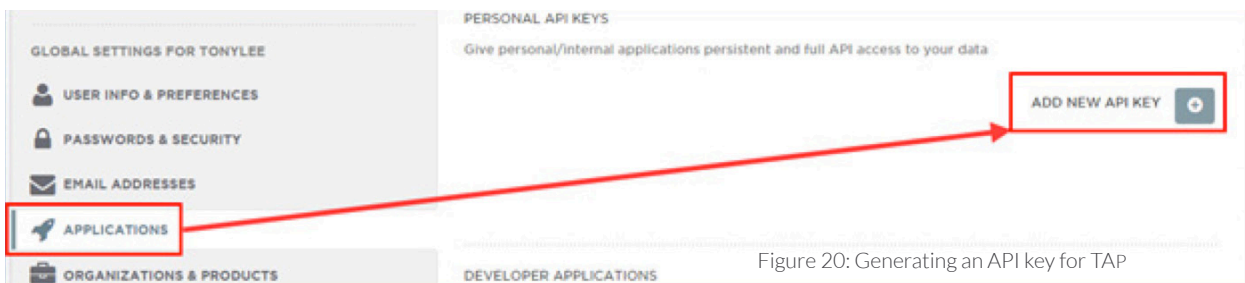 GLOBAL SETTINGS FOR TONYLEE
USER INFO & PREFERENCES
PASSWORDS & SECURITY
EMAIL ADDRESSES
APPLICATIONS
ORGANIZATIONS & PRODUCTS
PERSONAL API KEYS
Give personal/internal applications persistent and full API access to your data
ADD NEW API KEY
DEVELOPER APPLICATIONS
Figure 20: Generating an API key for TAP